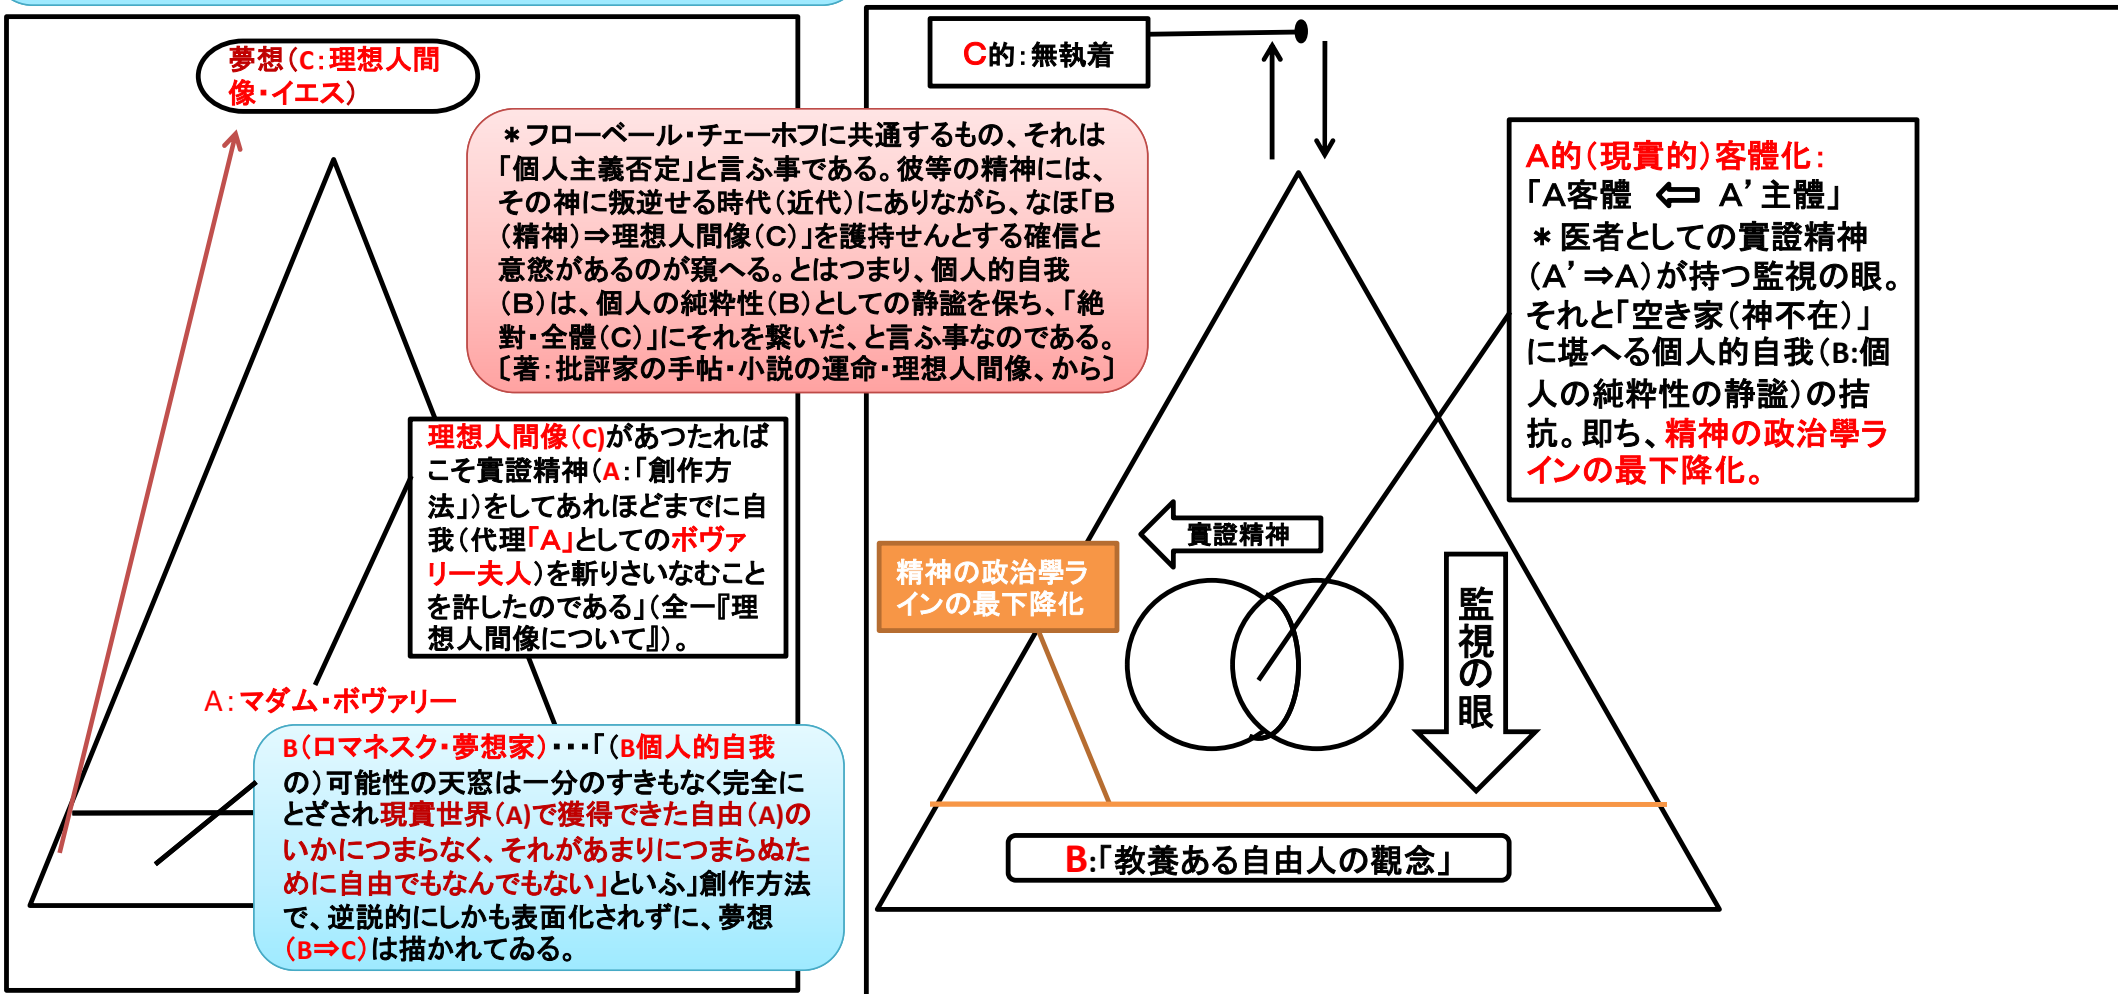 夢想（C：理想人間
像・イエス）
＊フローベール・チェーホフに共通するもの、それは
「個人主義否定」と言ふ事である。彼等の精神には、
その神に叛逆せる時代（近代）にありながら、なほ「Ｂ
（精神）⇒理想人間像（Ｃ）」を護持せんとする確信と
意慾があるのが窺へる。とはつまり、個人的自我
（Ｂ）は、個人の純粋性（Ｂ）としての静謐を保ち、「絶
對・全體（Ｃ）」にそれを繋いだ、と言ふ事なのである。
〔著：批評家の手帖・小説の運命・理想人間像、から〕
理想人間像（C)があつたれば
こそ實證精神（A：「創作方
法」）をしてあれほどまでに自
我（代理「Ａ」としてのボヴァ
リー夫人）を斬りさいなむこと
を許したのである」（全一『理
想人間像について』）。
A：マダム・ボヴァリー
B（ロマネスク・夢想家）・・・「（B個人的自我
の）可能性の天窓は一分のすきもなく完全に
とざされ現實世界（A)で獲得できた自由（A)の
いかにつまらなく、それがあまりにつまらぬた
めに自由でもなんでもない」といふ」創作方法
で、逆説的にしかも表面化されずに、夢想
（B⇒C）は描かれてゐる。
Ｃ的：無執着
Ａ的（現實的）客體化：
「Ａ客體 ⇦ Ａ’主體」
＊医者としての實證精神
（Ａ’⇒Ａ）が持つ監視の眼。
それと「空き家（神不在）」
に堪へる個人的自我（B:個
人の純粋性の静謐）の拮
抗。即ち、精神の政治學ラ
インの最下降化。
實證精神
精神の政治學ラ
インの最下降化
監視の眼
B:「教養ある自由人の觀念」